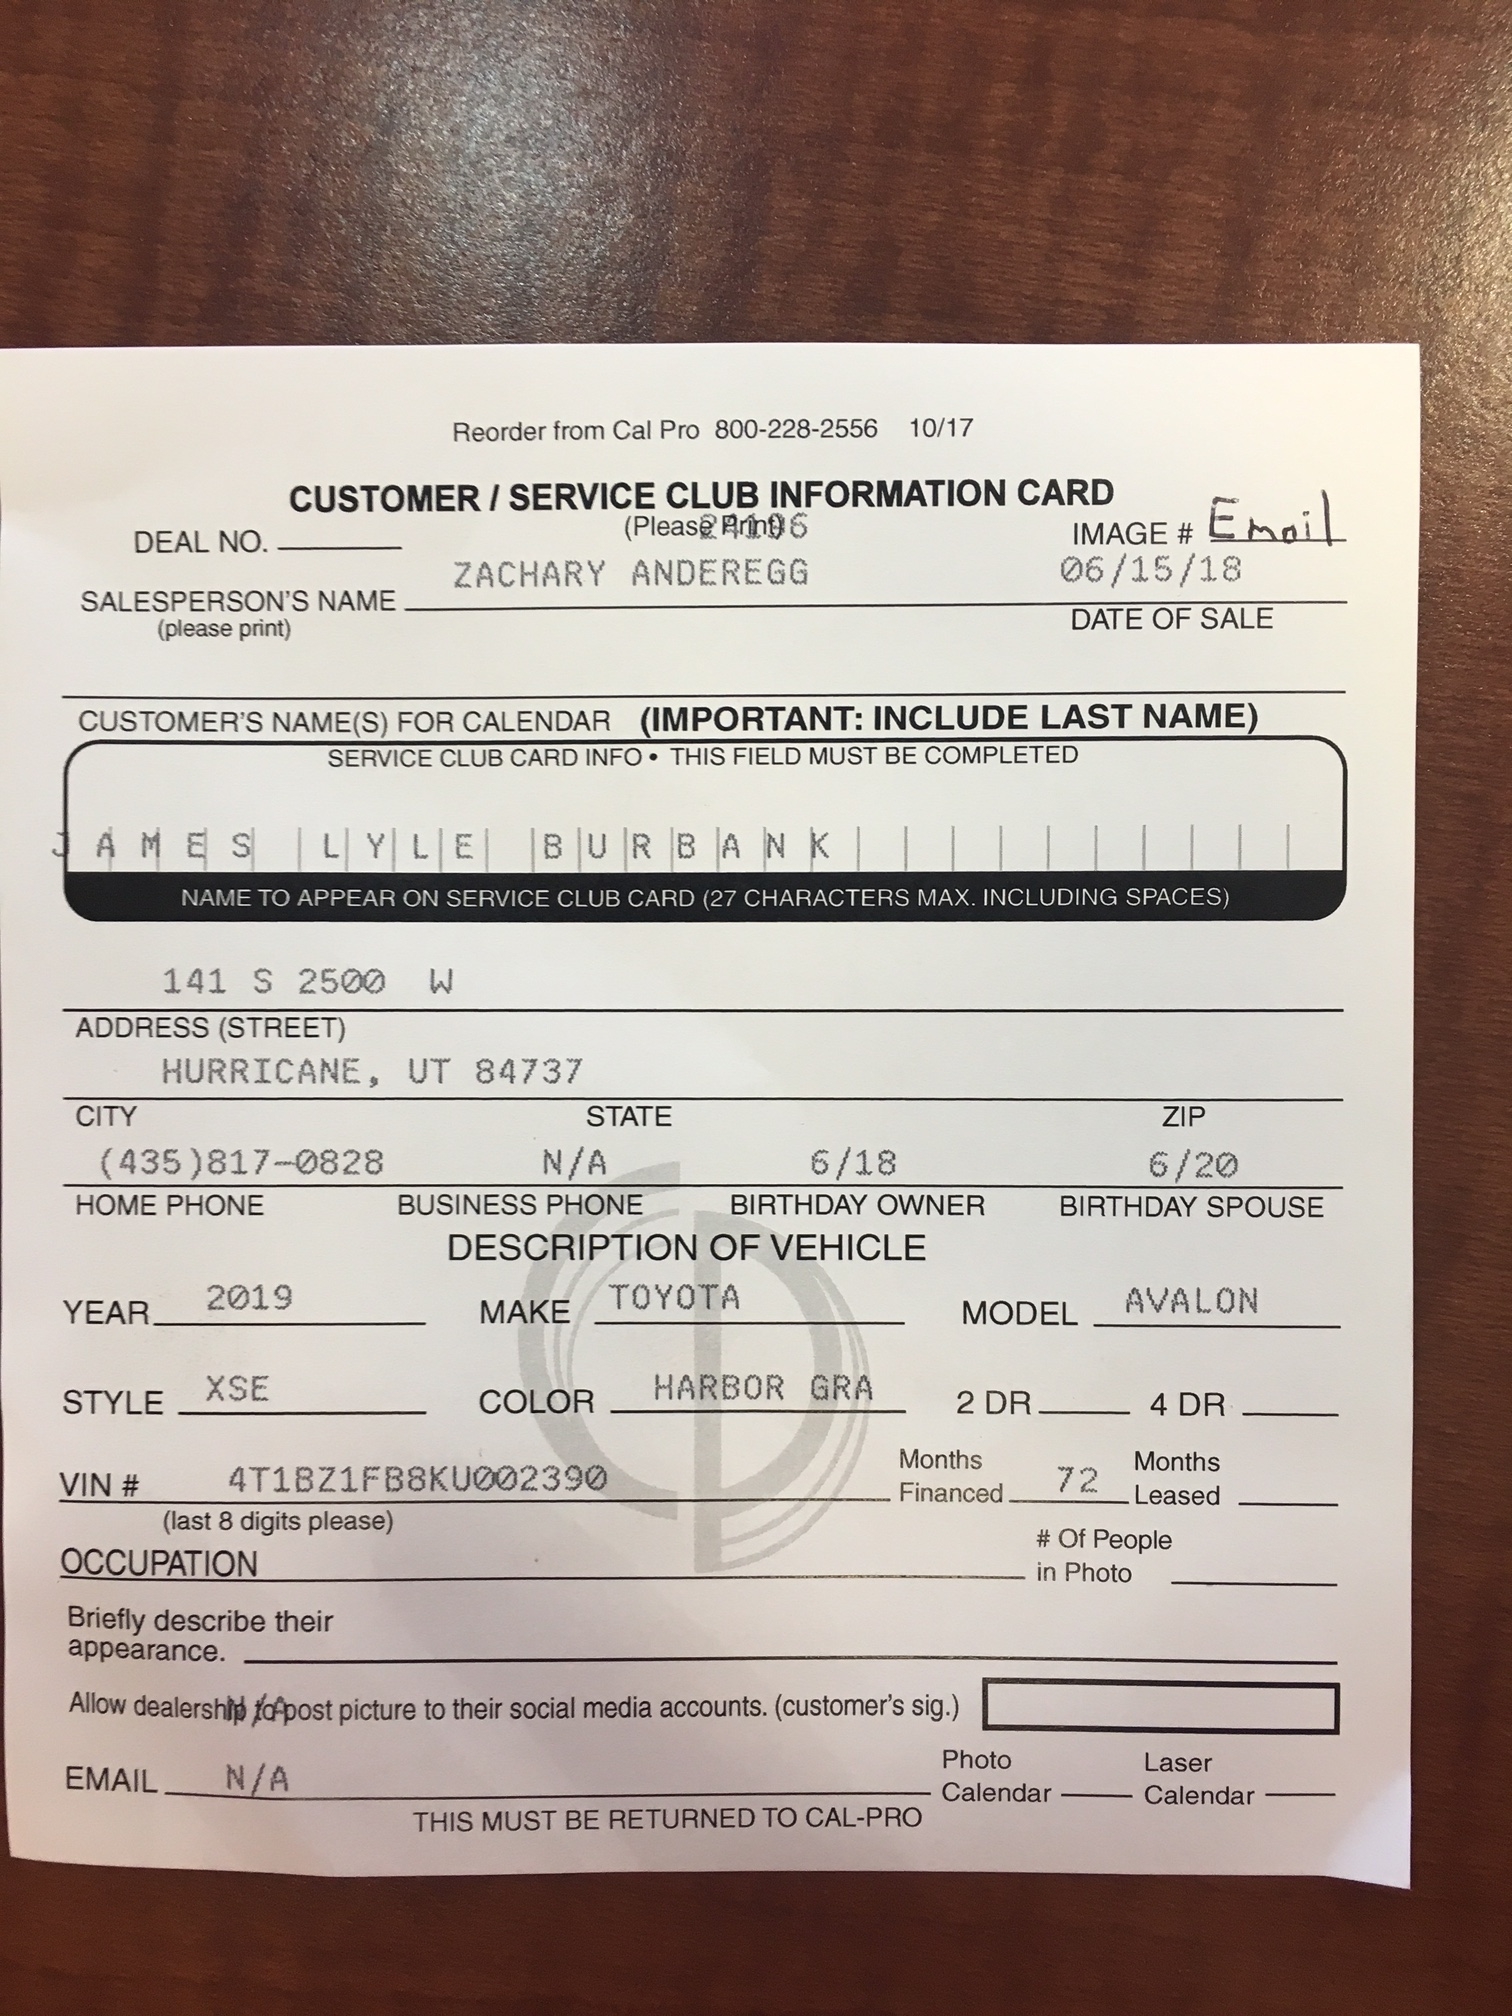 Reorder from Cal Pro 800-228-2556 10/17
CUSTOMER / SERVICE CLUB INFORMATION CARD
(Please Print)
DEAL NO. IMAGE # Email
ZACHARY ANDEREGG 06/15/18
SALESPERSON'S NAME DATE OF SALE
(please print)
CUSTOMER'S NAME(S) FOR CALENDAR (IMPORTANT: INCLUDE LAST NAME)
SERVICE CLUB CARD INFO • THIS FIELD MUST BE COMPLETED
JAMES LYLE BURBANK
NAME TO APPEAR ON SERVICE CLUB CARD (27 CHARACTERS MAX. INCLUDING SPACES)
141 S 2500 W
ADDRESS (STREET)
HURRICANE, UT 84737
CITY STATE ZIP
(435)817-0828 N/A 6/18 6/20
HOME PHONE BUSINESS PHONE BIRTHDAY OWNER BIRTHDAY SPOUSE
DESCRIPTION OF VEHICLE
YEAR 2019 MAKE TOYOTA MODEL AVALON
STYLE XSE COLOR HARBOR GRA 2 DR 4 DR
VIN # 4T1BZ1FB8KU002390 Months Financed 72 Months Leased
(last 8 digits please)
OCCUPATION # Of People in Photo
Briefly describe their
appearance.
Allow dealership to post picture to their social media accounts. (customer's sig.)
N/A
EMAIL N/A Photo Calendar Laser Calendar
THIS MUST BE RETURNED TO CAL-PRO